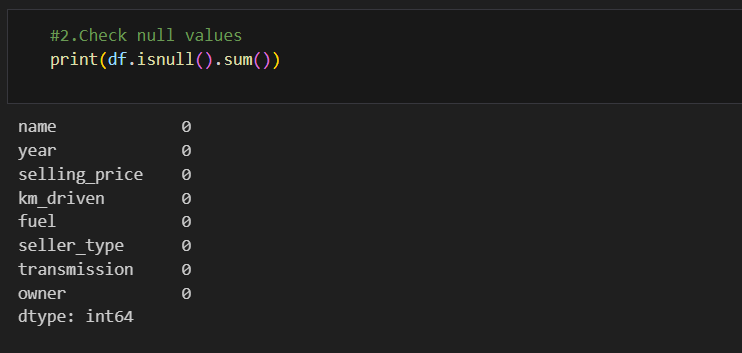 #2.Check null values
print(df.isnull().sum())
name 0
year 0
selling_price 0
km_driven 0
fuel 0
seller_type 0
transmission 0
owner 0
dtype: int64